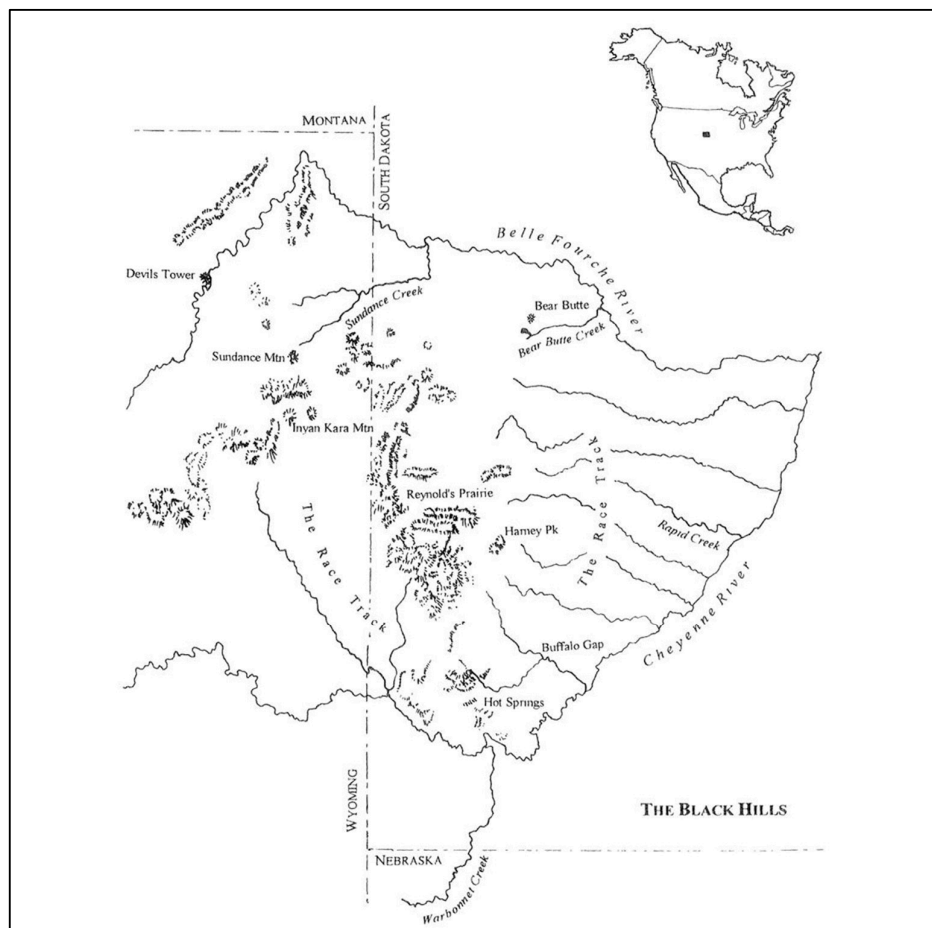 MONTANA
SOUTH DAKOTA
Belle Fourche River
Devils Tower
Sundance Creek
Bear Butte
Bear Butte Creek
Sundance Mtn
Inyan Kara Mtn
The Race Track
Reynold's Prairie
The Race Track
Harney Pk
Rapid Creek
Cheyenne River
Buffalo Gap
Hot Springs
WYOMING
THE BLACK HILLS
NEBRASKA
Warbonnet Creek